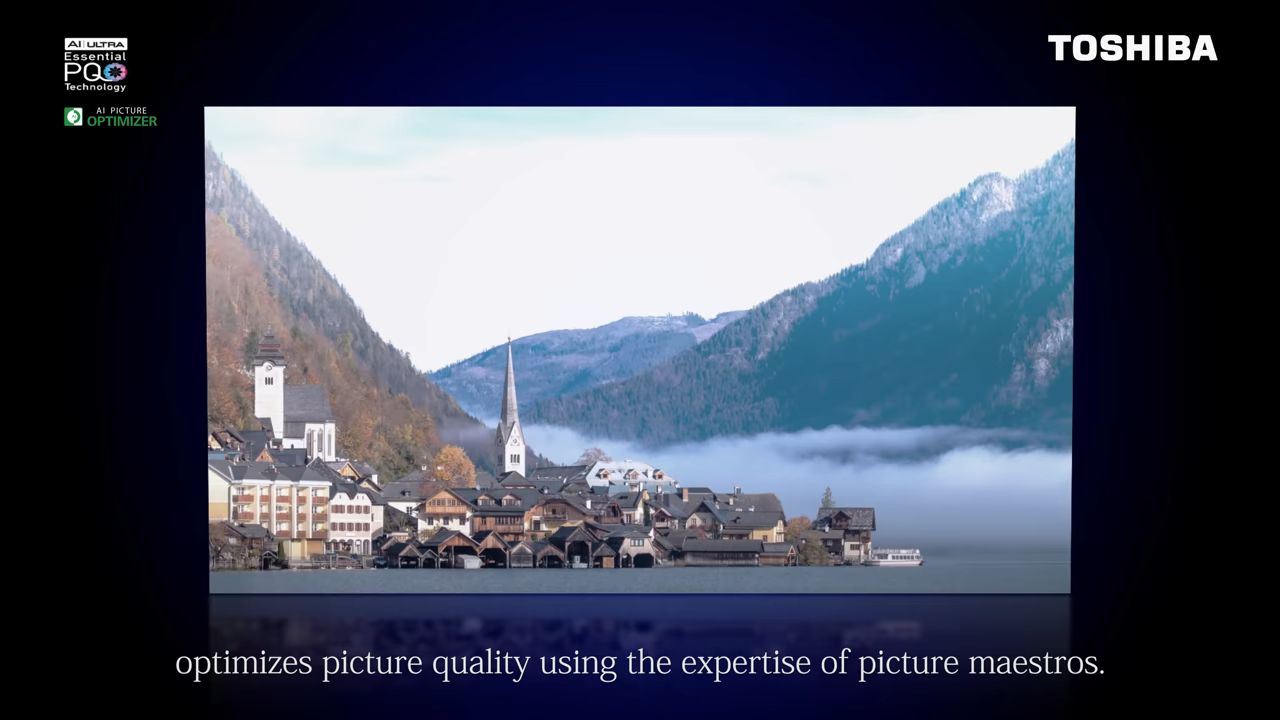 AI ULTRA
Essential
PQ
Technology
AI PICTURE
OPTIMIZER
TOSHIBA
optimizes picture quality using the expertise of picture maestros.